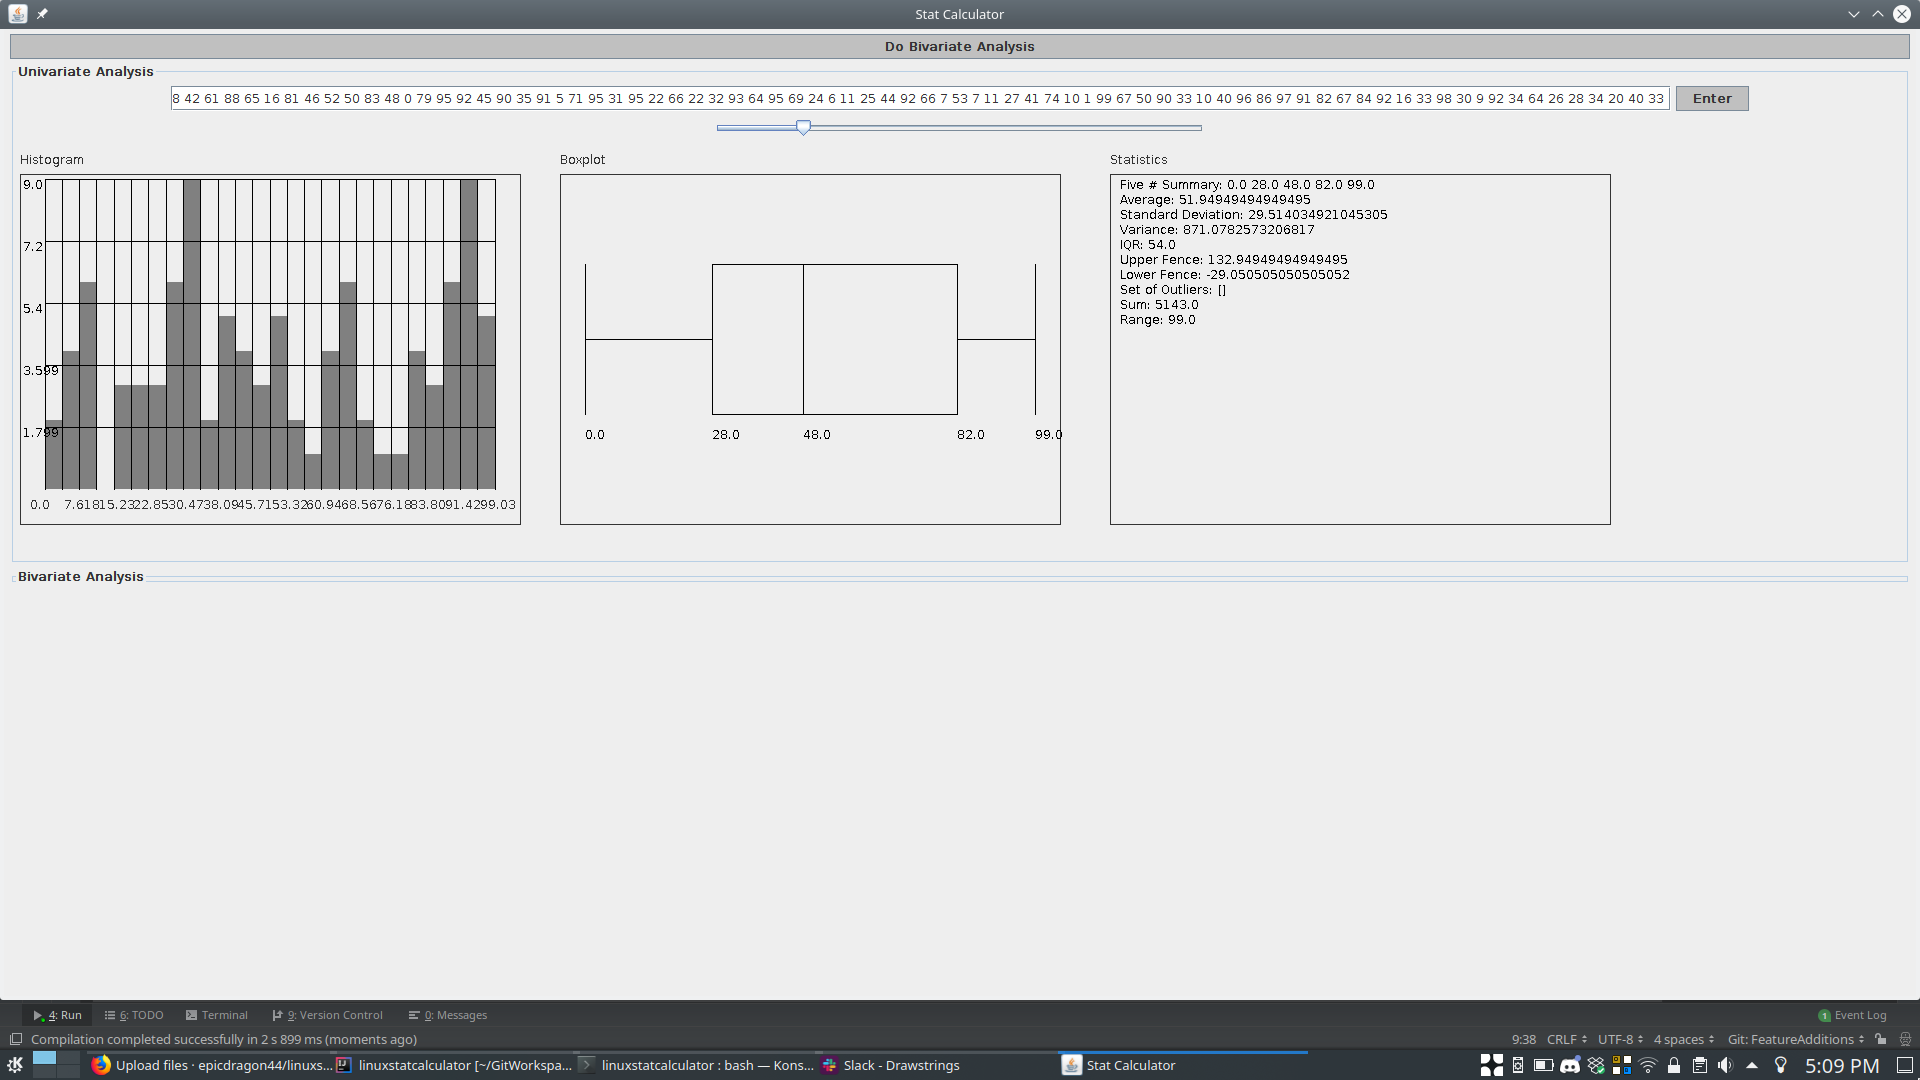 Stat Calculator
Do Bivariate Analysis
Univariate Analysis
8 42 61 88 65 16 81 46 52 50 83 48 0 79 95 92 45 90 35 91 5 71 95 31 95 22 66 22 32 93 64 95 69 24 6 11 25 44 92 66 7 53 7 11 27 41 74 10 1 99 67 50 90 33 10 40 96 86 97 91 82 67 84 92 16 33 98 30 9 92 34 64 26 28 34 20 40 33 Enter
Histogram
9.0
7.2
5.4
3.599
1.799
0.0 7.618 15.23 22.85 30.47 38.09 45.71 53.32 60.94 68.56 76.18 83.80 91.42 99.03
Boxplot
0.0 28.0 48.0 82.0 99.0
Statistics
Five # Summary: 0.0 28.0 48.0 82.0 99.0
Average: 51.94949494949495
Standard Deviation: 29.514034921045305
Variance: 871.0782573206817
IQR: 54.0
Upper Fence: 132.94949494949495
Lower Fence: -29.050505050505052
Set of Outliers: []
Sum: 5143.0
Range: 99.0
Bivariate Analysis
4: Run 6: TODO Terminal 9: Version Control 0: Messages 1 Event Log
Compilation completed successfully in 2 s 899 ms (moments ago) 9:38 CRLF UTF-8 4 spaces Git: FeatureAdditions
Upload files · epicdragon44/linuxs... linuxstatcalculator [~/GitWorkspa... linuxstatcalculator : bash — Kons... Slack - Drawstrings Stat Calculator 5:09 PM